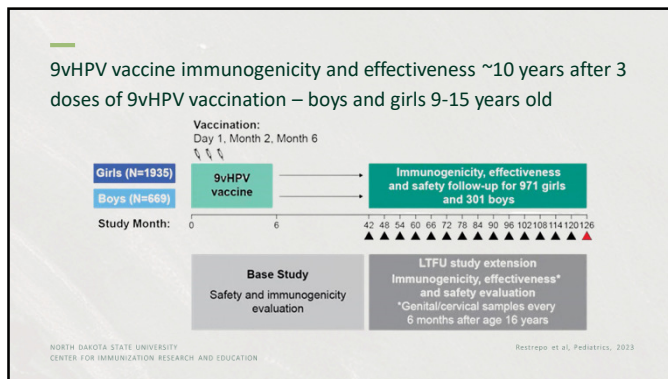 9vHPV vaccine immunogenicity and effectiveness ~10 years after 3
doses of 9vHPV vaccination – boys and girls 9-15 years old
Vaccination:
Day 1, Month 2, Month 6
Girls (N=1935)
Boys (N=669)
9vHPV
vaccine
Immunogenicity, effectiveness
and safety follow-up for 971 girls
and 301 boys
Study Month:
0 6 42 48 54 60 66 72 78 84 90 96 102 108 114 120 126
Base Study
Safety and immunogenicity
evaluation
LTFU study extension
Immunogenicity, effectiveness*
and safety evaluation
*Genital/cervical samples every
6 months after age 16 years
NORTH DAKOTA STATE UNIVERSITY
CENTER FOR IMMUNIZATION RESEARCH AND EDUCATION
Restrepo et al, Pediatrics, 2023